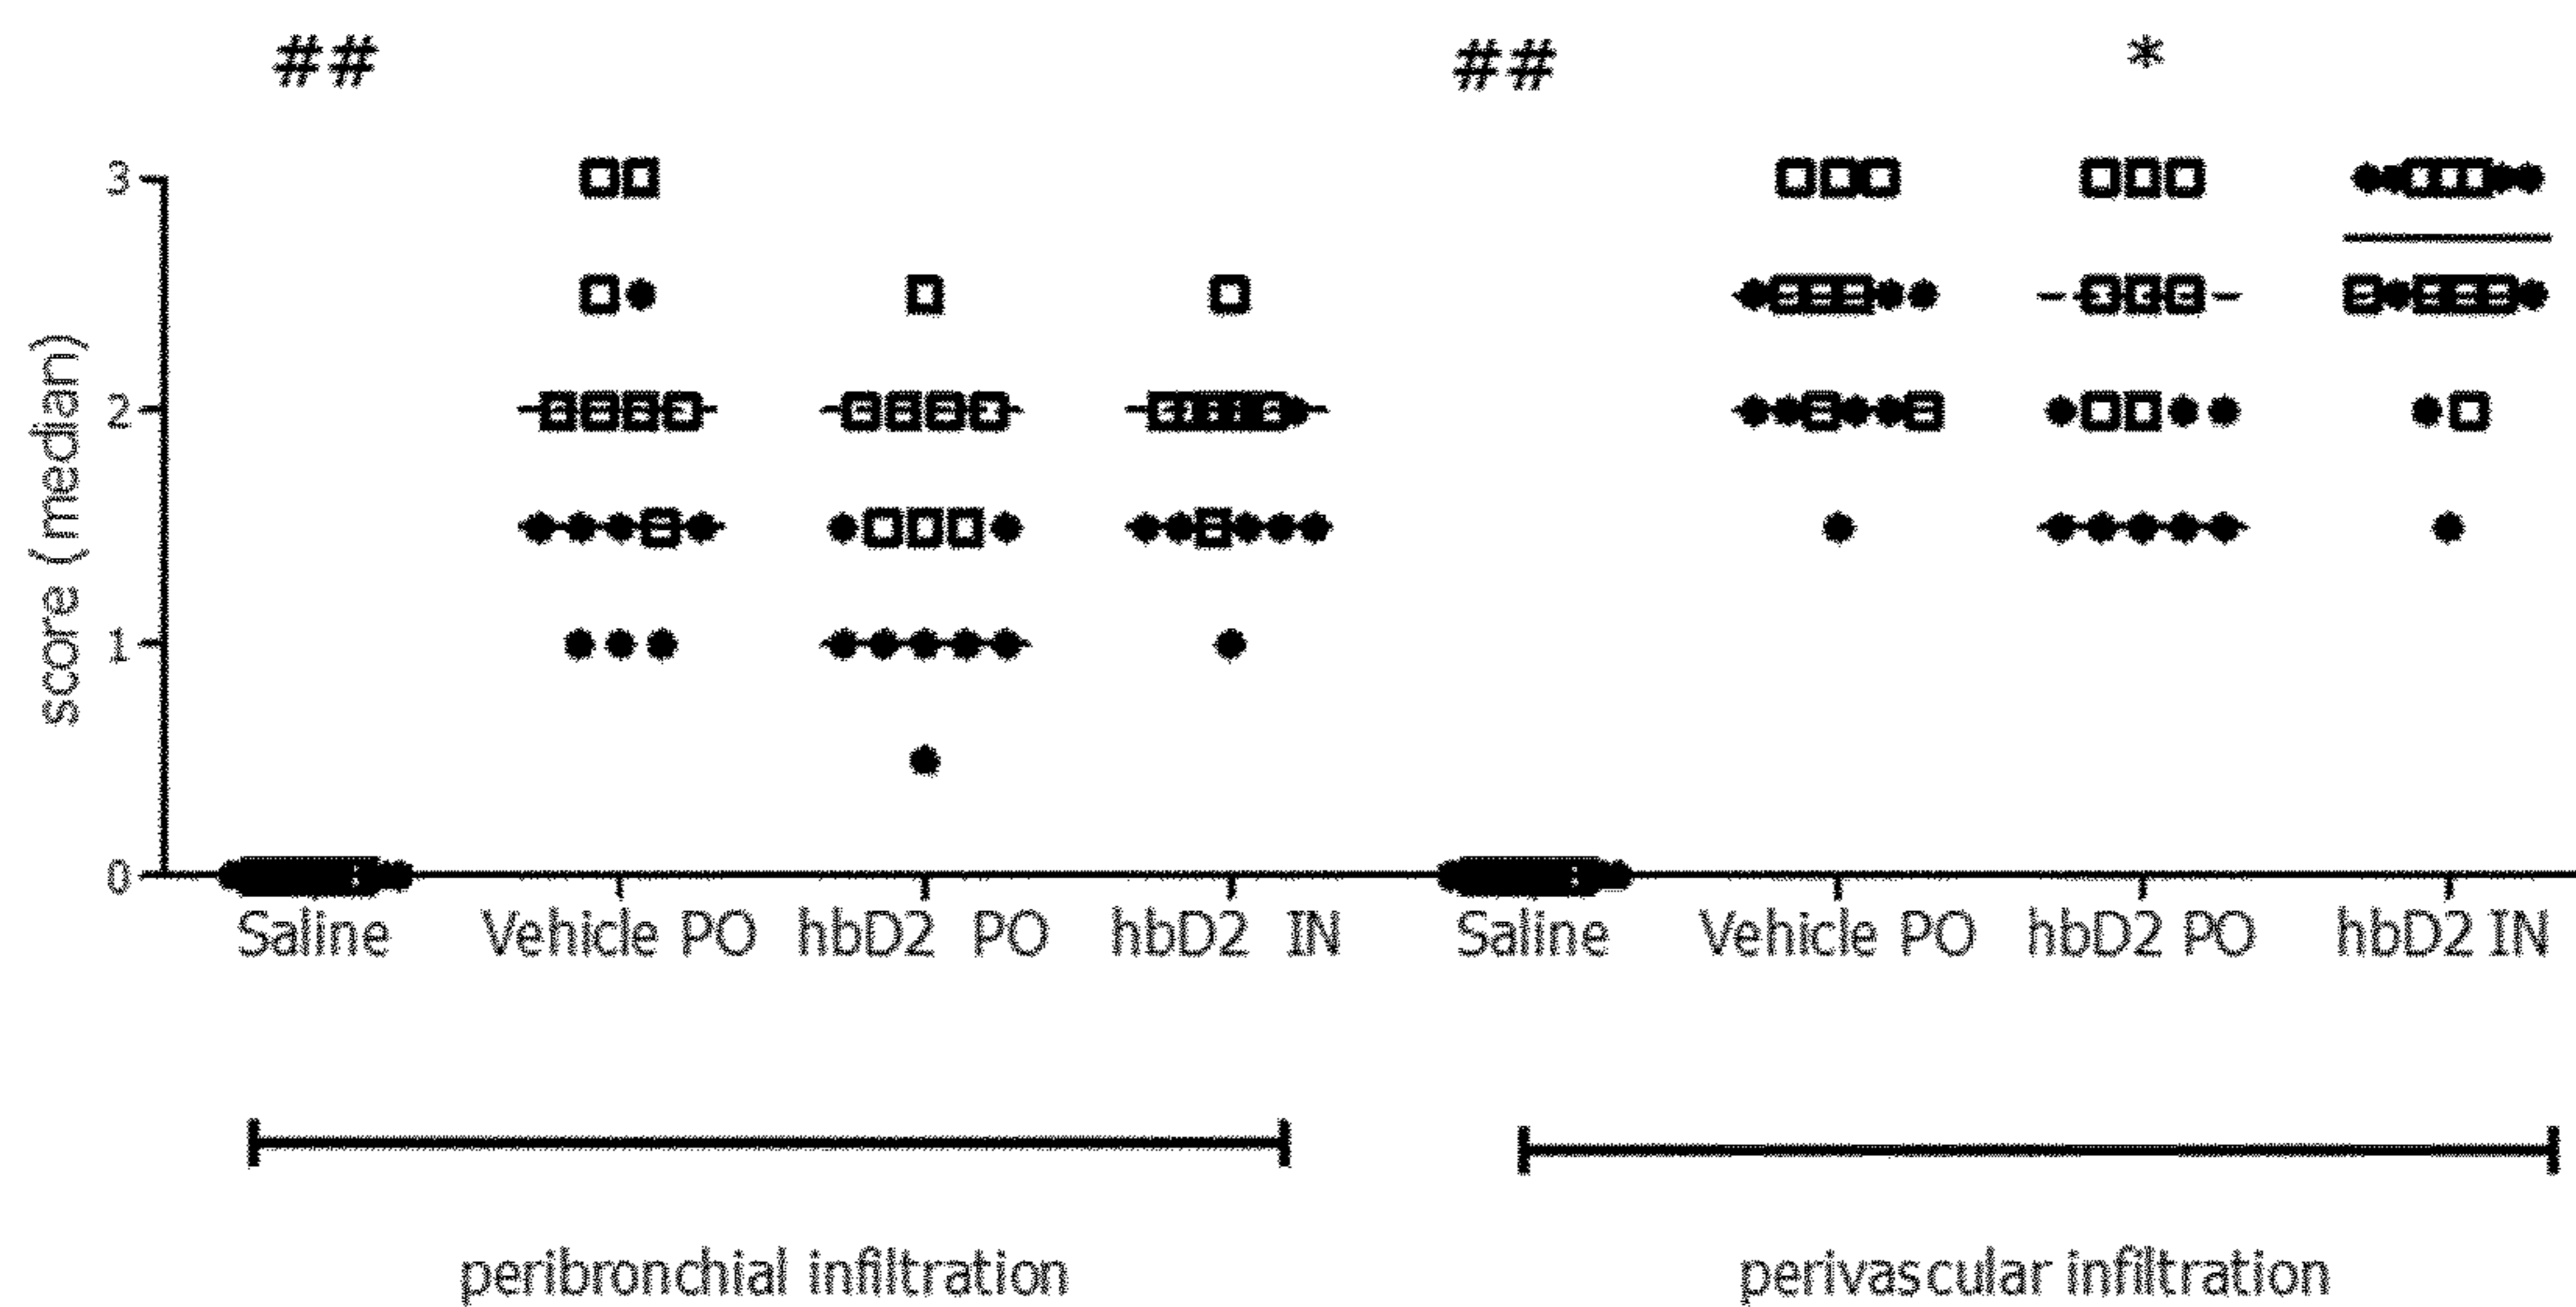 ## ## *
3
2
1
0
score (median)
Saline Vehicle PO hbD2 PO hbD2 IN Saline Vehicle PO hbD2 PO hbD2 IN
peribronchial infiltration perivascular infiltration